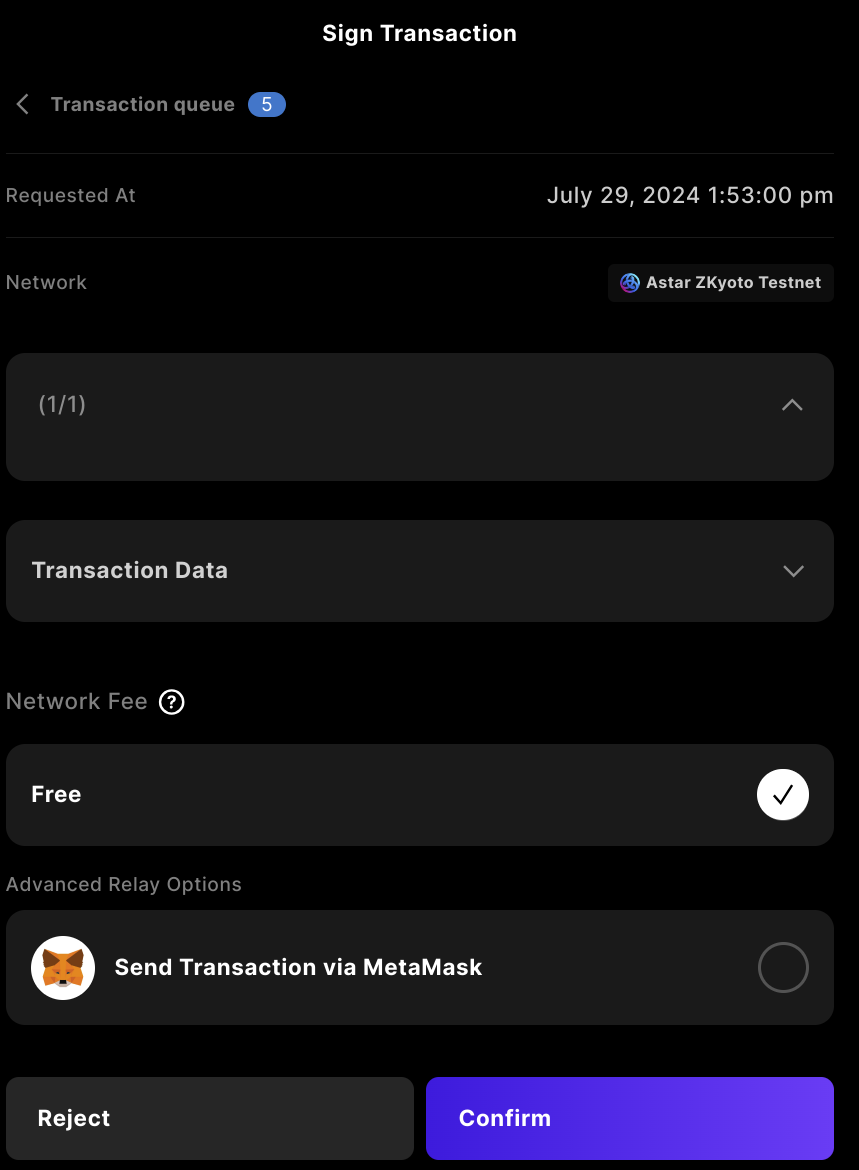 Sign Transaction
Transaction queue 5
Requested At July 29, 2024 1:53:00 pm
Network Astar ZKyoto Testnet
(1/1)
Transaction Data
Network Fee ?
Free
Advanced Relay Options
Send Transaction via MetaMask
Reject Confirm